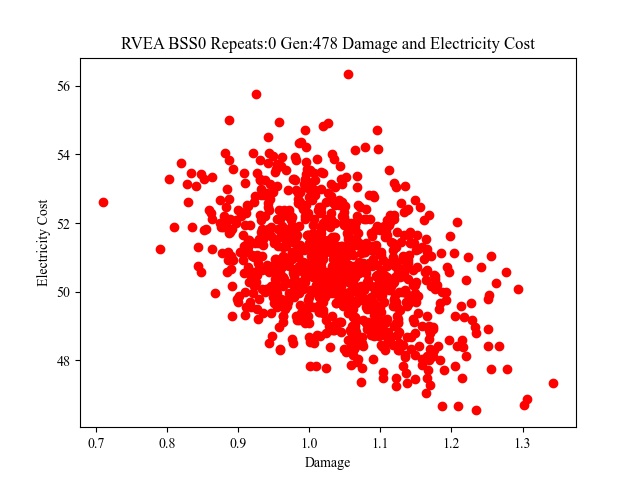 RVEA BSS0 Repeats:0 Gen:478 Damage and Electricity Cost
56
54
52
50
48
Electricity Cost
0.7 0.8 0.9 1.0 1.1 1.2 1.3
Damage